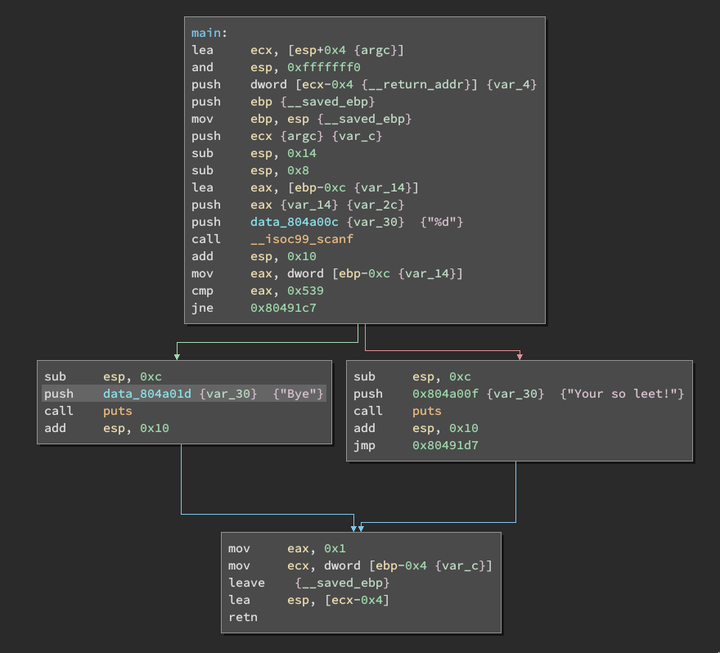 main:
lea ecx, [esp+0x4 {argc}]
and esp, 0xfffffff0
push dword [ecx-0x4 {__return_addr}] {var_4}
push ebp {__saved_ebp}
mov ebp, esp {__saved_ebp}
push ecx {argc} {var_c}
sub esp, 0x14
sub esp, 0x8
lea eax, [ebp-0xc {var_14}]
push eax {var_14} {var_2c}
push data_804a00c {var_30} {"%d"}
call __isoc99_scanf
add esp, 0x10
mov eax, dword [ebp-0xc {var_14}]
cmp eax, 0x539
jne 0x80491c7
sub esp, 0xc
push data_804a01d {var_30} {"Bye"}
call puts
add esp, 0x10
sub esp, 0xc
push 0x804a00f {var_30} {"Your so leet!"}
call puts
add esp, 0x10
jmp 0x80491d7
mov eax, 0x1
mov ecx, dword [ebp-0x4 {var_c}]
leave {__saved_ebp}
lea esp, [ecx-0x4]
retn